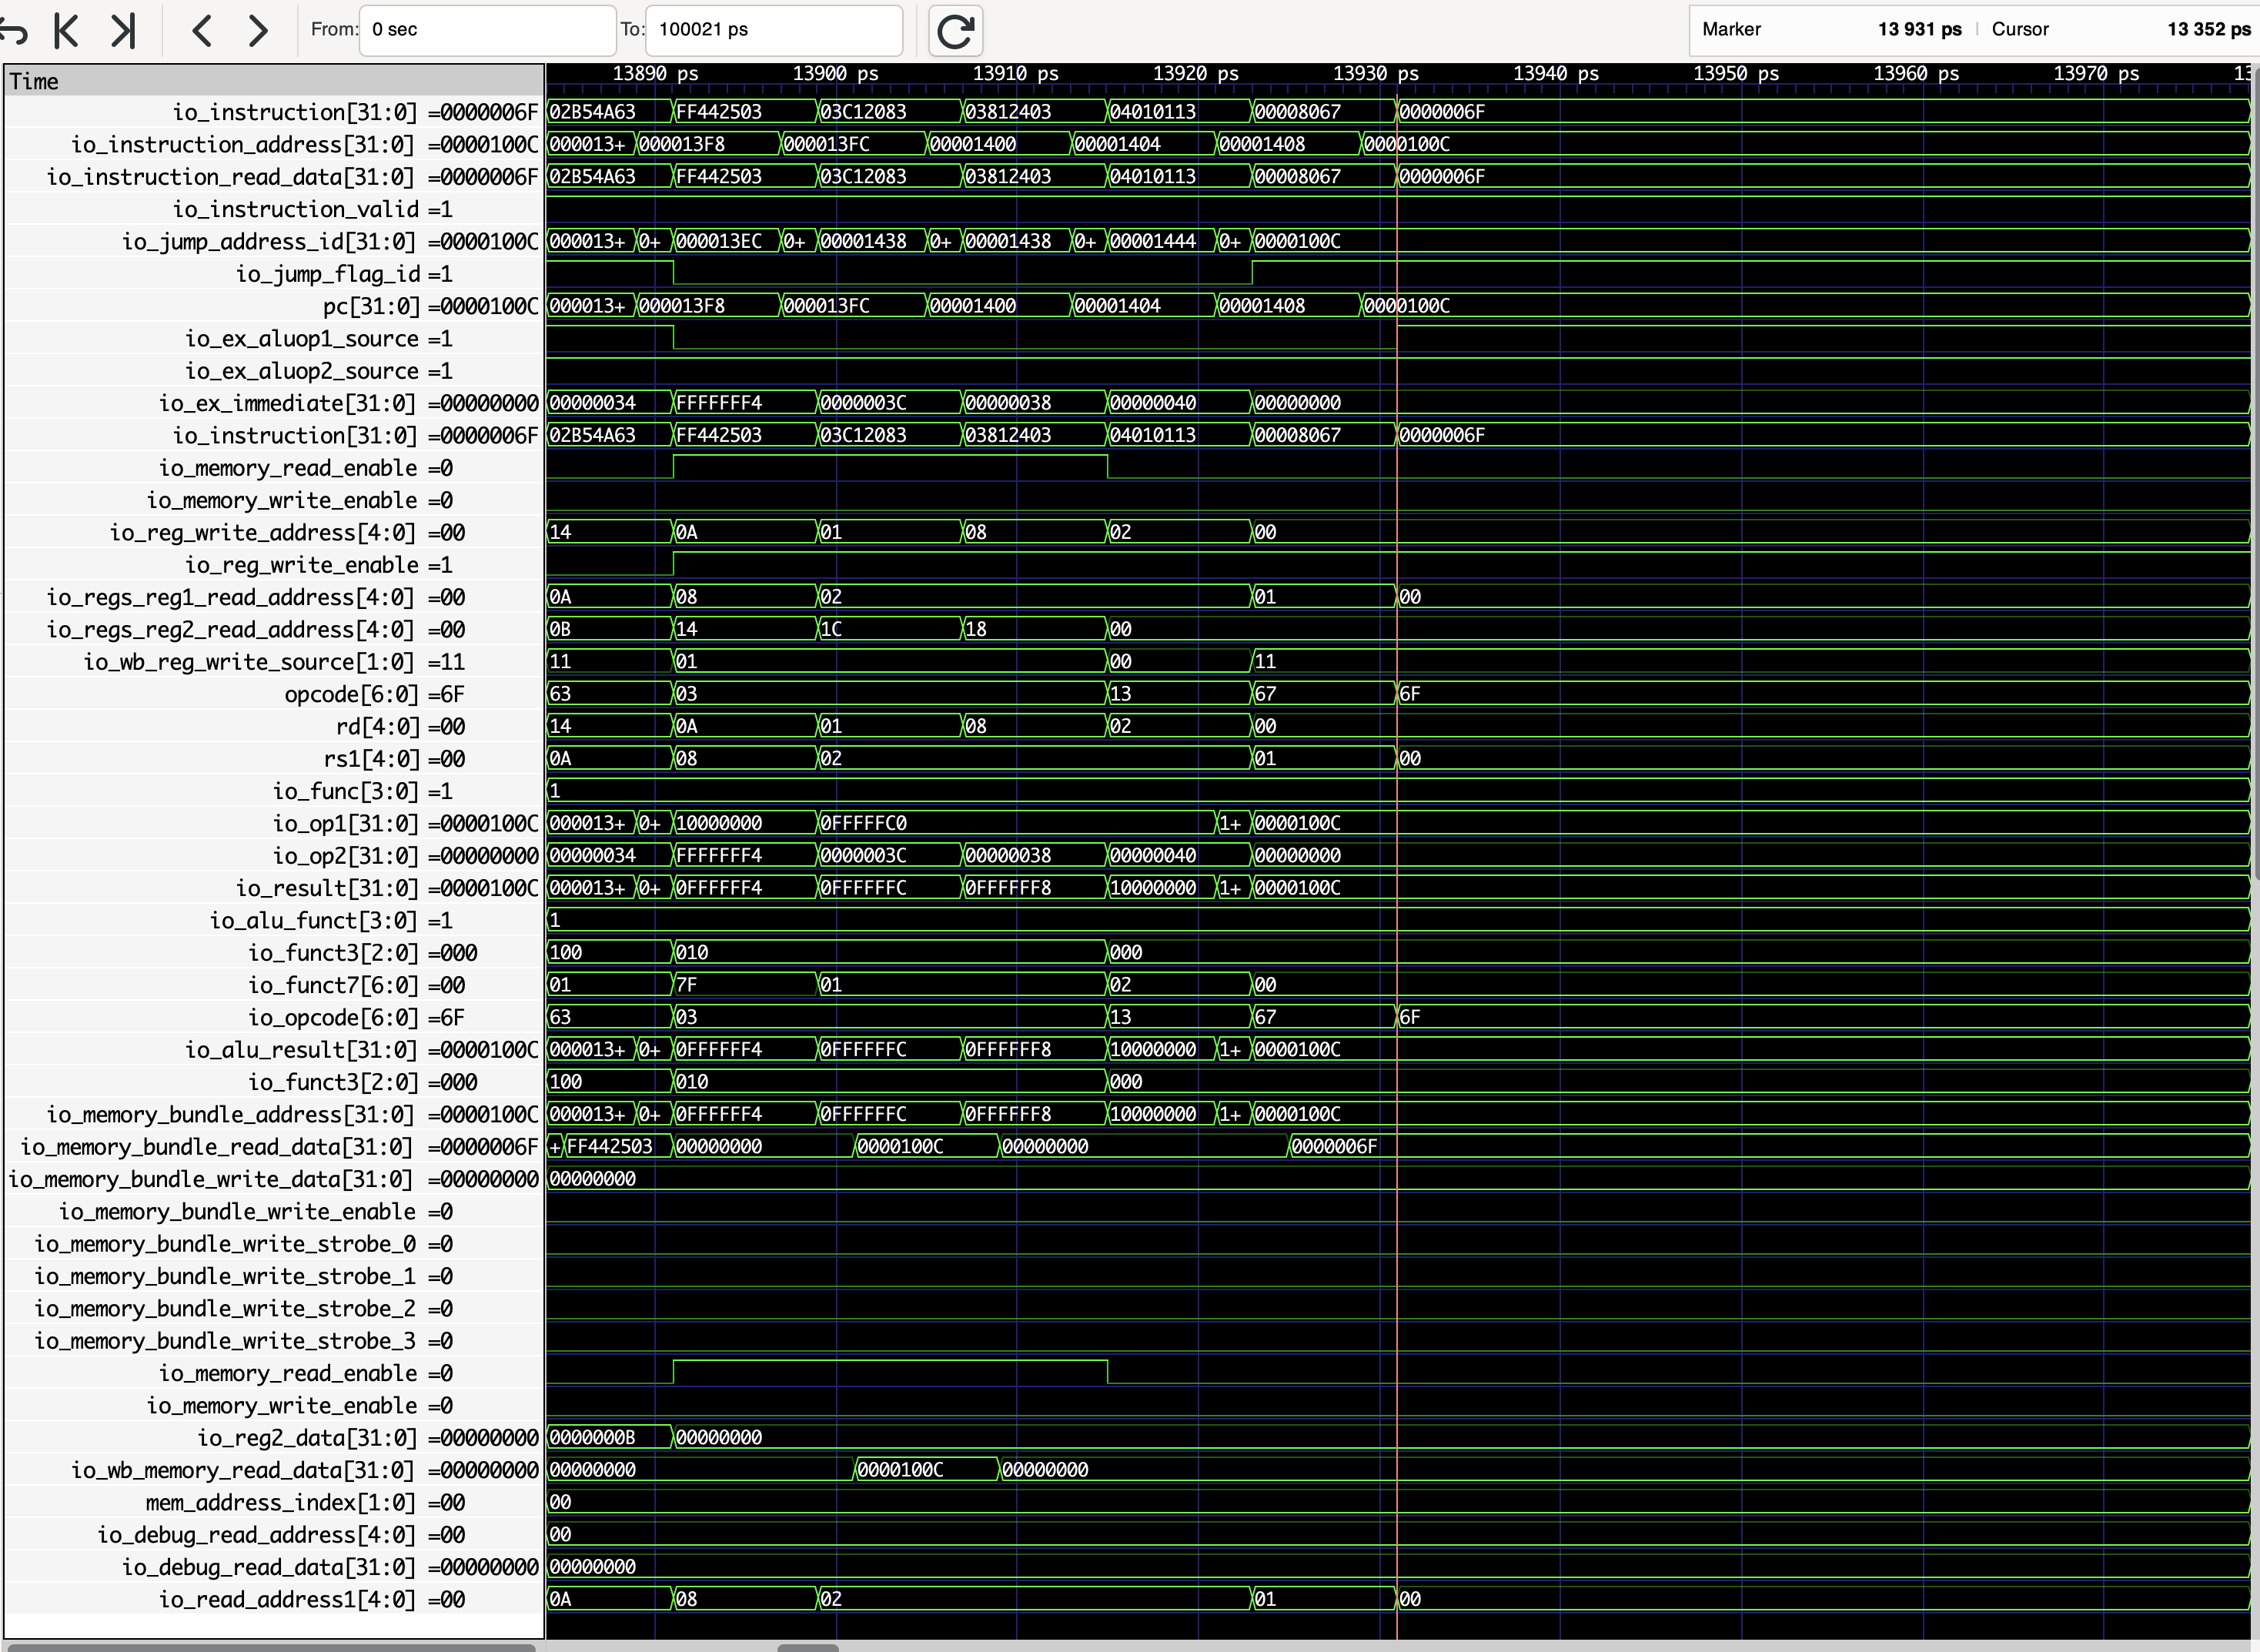 From: 0 sec To: 100021 ps Marker 13 931 ps | Cursor 13 352 ps
Time 13890 ps 13900 ps 13910 ps 13920 ps 13930 ps 13940 ps 13950 ps 13960 ps 13970 ps 13
io_instruction[31:0] =0000006F 02B54A63 FF442503 03C12083 03812403 04010113 00008067 0000006F
io_instruction_address[31:0] =0000100C 000013+ 000013F8 000013FC 00001400 00001404 00001408 0000100C
io_instruction_read_data[31:0] =0000006F 02B54A63 FF442503 03C12083 03812403 04010113 00008067 0000006F
io_instruction_valid =1
io_jump_address_id[31:0] =0000100C 000013+ 0+ 000013EC 0+ 00001438 0+ 00001438 0+ 00001444 0+ 0000100C
io_jump_flag_id =1
pc[31:0] =0000100C 000013+ 000013F8 000013FC 00001400 00001404 00001408 0000100C
io_ex_aluop1_source =1
io_ex_aluop2_source =1
io_ex_immediate[31:0] =00000000 00000034 FFFFFFF4 0000003C 00000038 00000040 00000000
io_instruction[31:0] =0000006F 02B54A63 FF442503 03C12083 03812403 04010113 00008067 0000006F
io_memory_read_enable =0
io_memory_write_enable =0
io_reg_write_address[4:0] =00 14 0A 01 08 02 00
io_reg_write_enable =1
io_regs_reg1_read_address[4:0] =00 0A 08 02 01 00
io_regs_reg2_read_address[4:0] =00 0B 14 1C 18 00
io_wb_reg_write_source[1:0] =11 11 01 00 11
opcode[6:0] =6F 63 03 13 67 6F
rd[4:0] =00 14 0A 01 08 02 00
rs1[4:0] =00 0A 08 02 01 00
io_func[3:0] =1 1
io_op1[31:0] =0000100C 000013+ 0+ 10000000 0FFFFFC0 1+ 0000100C
io_op2[31:0] =00000000 00000034 FFFFFFF4 0000003C 00000038 00000040 00000000
io_result[31:0] =0000100C 000013+ 0+ 0FFFFFF4 0FFFFFFC 0FFFFFF8 10000000 1+ 0000100C
io_alu_funct[3:0] =1 1
io_funct3[2:0] =000 100 010 000
io_funct7[6:0] =00 01 7F 01 02 00
io_opcode[6:0] =6F 63 03 13 67 6F
io_alu_result[31:0] =0000100C 000013+ 0+ 0FFFFFF4 0FFFFFFC 0FFFFFF8 10000000 1+ 0000100C
io_funct3[2:0] =000 100 010 000
io_memory_bundle_address[31:0] =0000100C 000013+ 0+ 0FFFFFF4 0FFFFFFC 0FFFFFF8 10000000 1+ 0000100C
io_memory_bundle_read_data[31:0] =0000006F + FF442503 00000000 0000100C 00000000 0000006F
io_memory_bundle_write_data[31:0] =00000000 00000000
io_memory_bundle_write_enable =0
io_memory_bundle_write_strobe_0 =0
io_memory_bundle_write_strobe_1 =0
io_memory_bundle_write_strobe_2 =0
io_memory_bundle_write_strobe_3 =0
io_memory_read_enable =0
io_memory_write_enable =0
io_reg2_data[31:0] =00000000 0000000B 00000000
io_wb_memory_read_data[31:0] =00000000 00000000 0000100C 00000000
mem_address_index[1:0] =00 00
io_debug_read_address[4:0] =00 00
io_debug_read_data[31:0] =00000000 00000000
io_read_address1[4:0] =00 0A 08 02 01 00